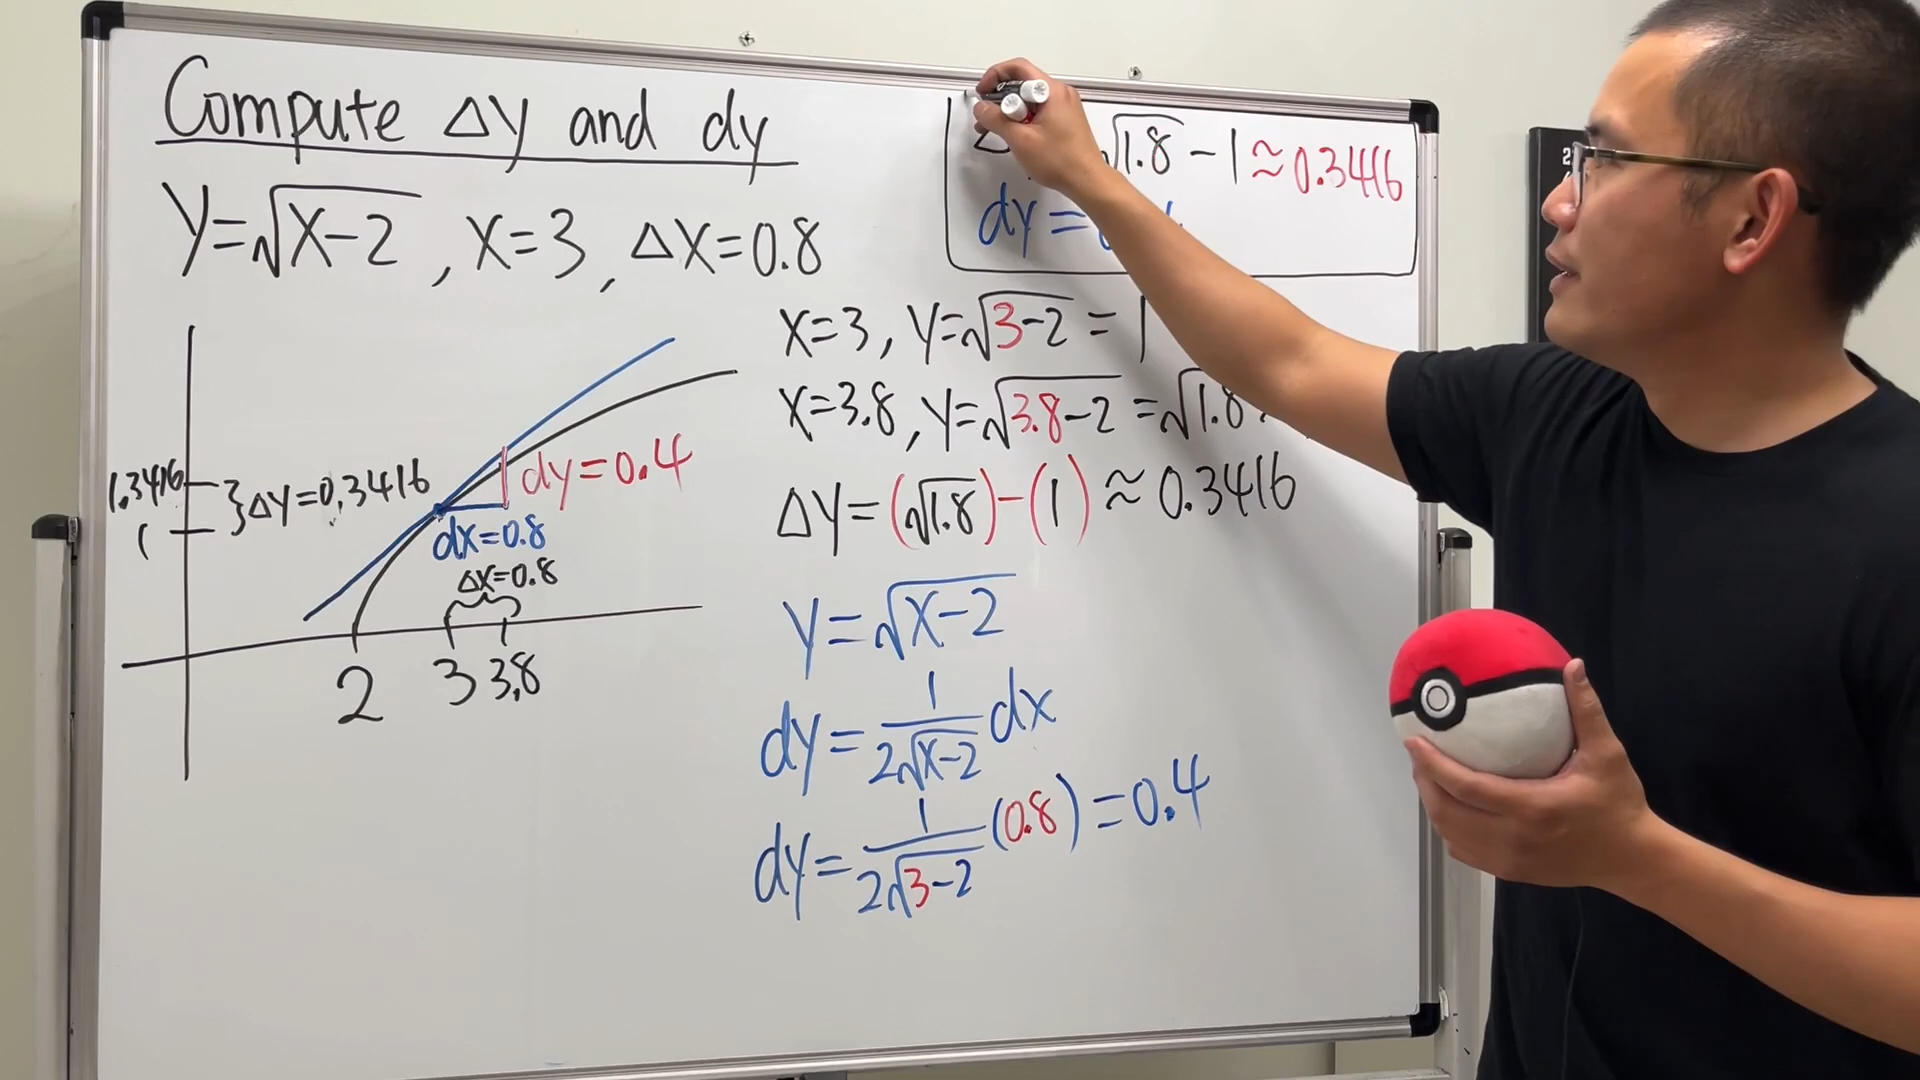 Compute Δy and dy
y=√(x-2), x=3, Δx=0.8
√1.8 - 1 ≈ 0.3416
dy =
x=3, y=√(3-2) = 1
x=3.8, y=√(3.8-2) = √1.8
Δy = (√1.8) - (1) ≈ 0.3416
y=√(x-2)
dy = 1/(2√(x-2)) dx
dy = 1/(2√(3-2)) (0.8) = 0.4
1.3416
1
}Δy=0.3416
dy=0.4
dx=0.8
Δx=0.8
2 3 3.8